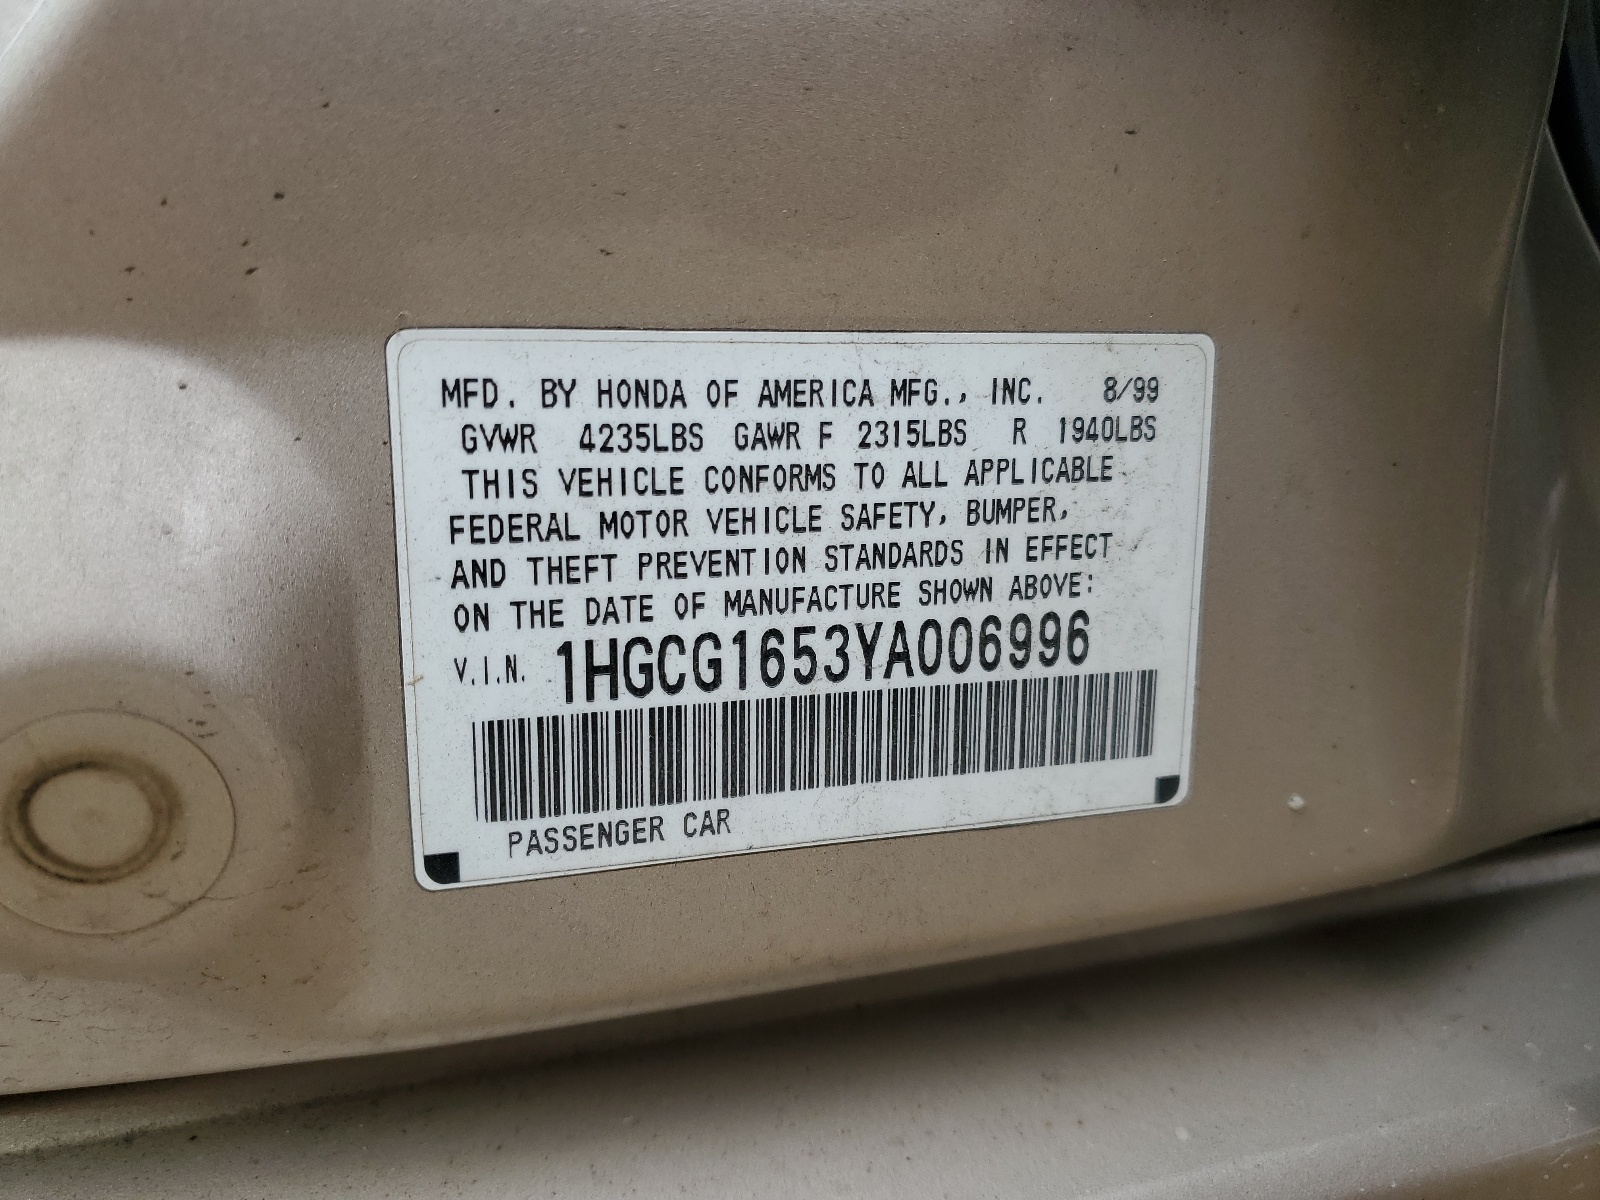 MFD. BY HONDA OF AMERICA MFG., INC. 8/99
GVWR 4235LBS GAWR F 2315LBS R 1940LBS
THIS VEHICLE CONFORMS TO ALL APPLICABLE
FEDERAL MOTOR VEHICLE SAFETY, BUMPER,
AND THEFT PREVENTION STANDARDS IN EFFECT
ON THE DATE OF MANUFACTURE SHOWN ABOVE:
V.I.N. 1HGCG1653YA006996
PASSENGER CAR